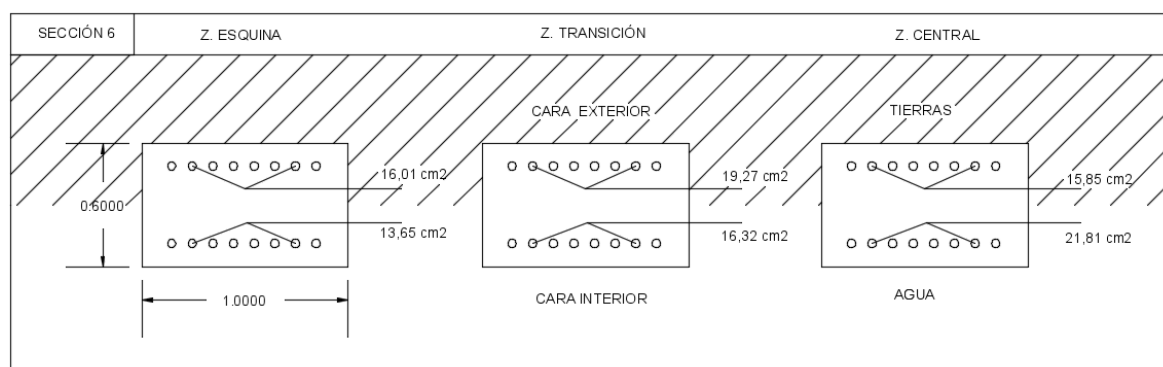 SECCIÓN 6 Z. ESQUINA Z. TRANSICIÓN Z. CENTRAL
CARA EXTERIOR TIERRAS
16,01 cm2 19,27 cm2 15,85 cm2
0.6000
13,65 cm2 16,32 cm2 21,81 cm2
1.0000 CARA INTERIOR AGUA